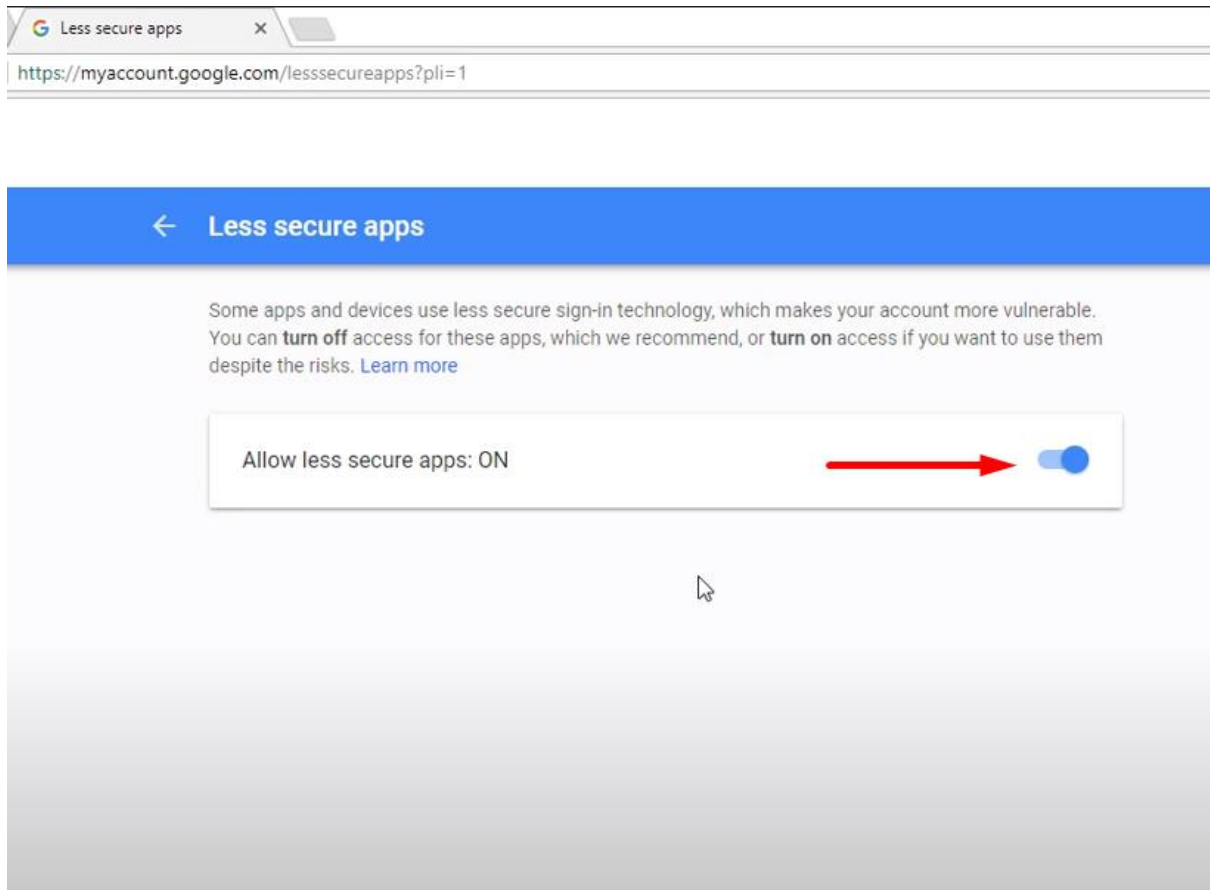 Less secure apps
https://myaccount.google.com/lesssecureapps?pli=1
Less secure apps
Some apps and devices use less secure sign-in technology, which makes your account more vulnerable.
You can turn off access for these apps, which we recommend, or turn on access if you want to use them
despite the risks. Learn more
Allow less secure apps: ON